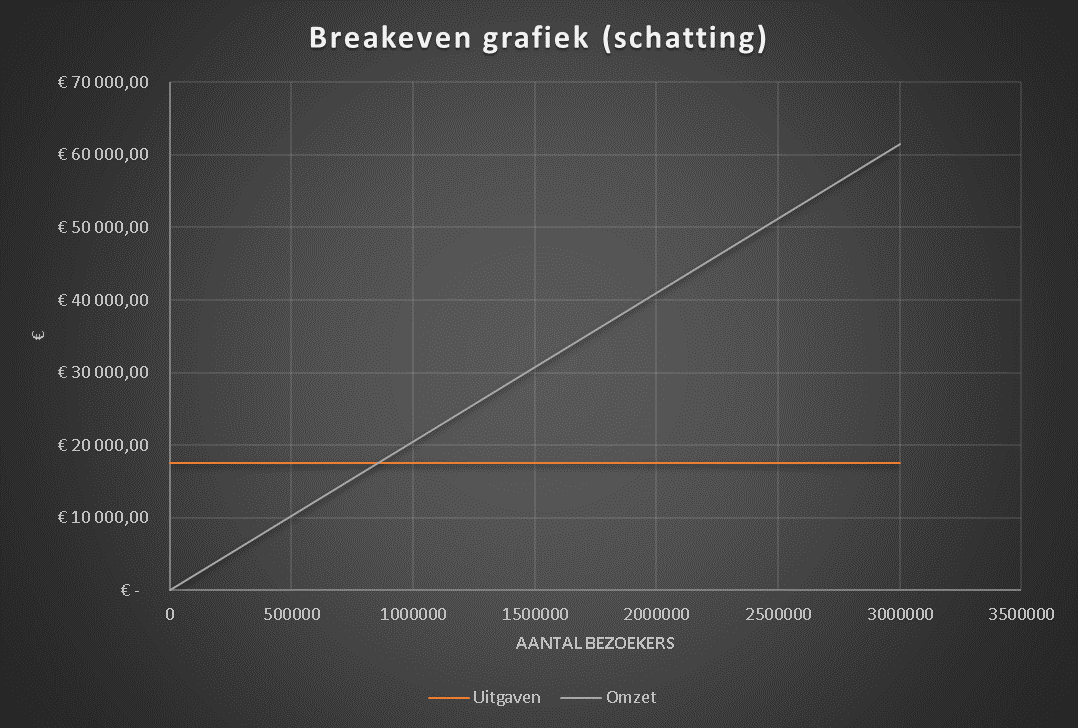 Breakeven grafiek (schatting)
€ 70 000,00
€ 60 000,00
€ 50 000,00
€ 40 000,00
€ 30 000,00
€ 20 000,00
€ 10 000,00
€ -
€
0 500000 1000000 1500000 2000000 2500000 3000000 3500000
AANTAL BEZOEKERS
Uitgaven Omzet